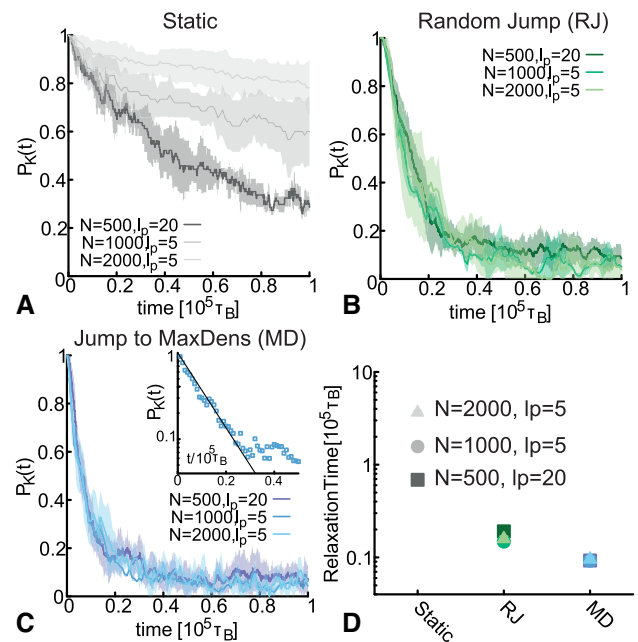 Static
P_K(t)
1
0.8
0.6
0.4
0.2
0
N=500,l_p=20
N=1000,l_p=5
N=2000,l_p=5
0 0.2 0.4 0.6 0.8 1
time [10^5 τ_B]
A
Random Jump (RJ)
P_K(t)
1
0.8
0.6
0.4
0.2
0
N=500,l_p=20
N=1000,l_p=5
N=2000,l_p=5
0 0.2 0.4 0.6 0.8 1
time [10^5 τ_B]
B
Jump to MaxDens (MD)
P_K(t)
1
0.8
0.6
0.4
0.2
0
P_K(t)
1
0.1
t/10^5 τ_B
0 0.2 0.4
N=500,l_p=20
N=1000,l_p=5
N=2000,l_p=5
0 0.2 0.4 0.6 0.8 1
time [10^5 τ_B]
C
RelaxationTime[10^5 τ_B]
10
1
0.1
N=2000, lp=5
N=1000, lp=5
N=500, lp=20
Static
RJ
MD
D